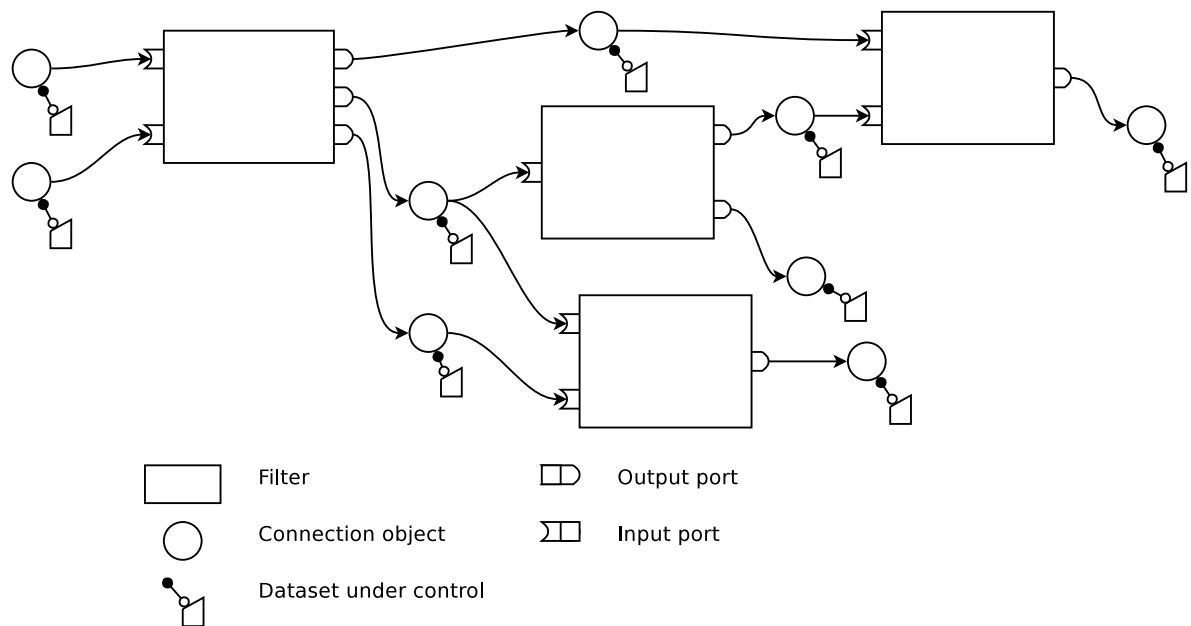 Filter
Output port
Connection object
Input port
Dataset under control